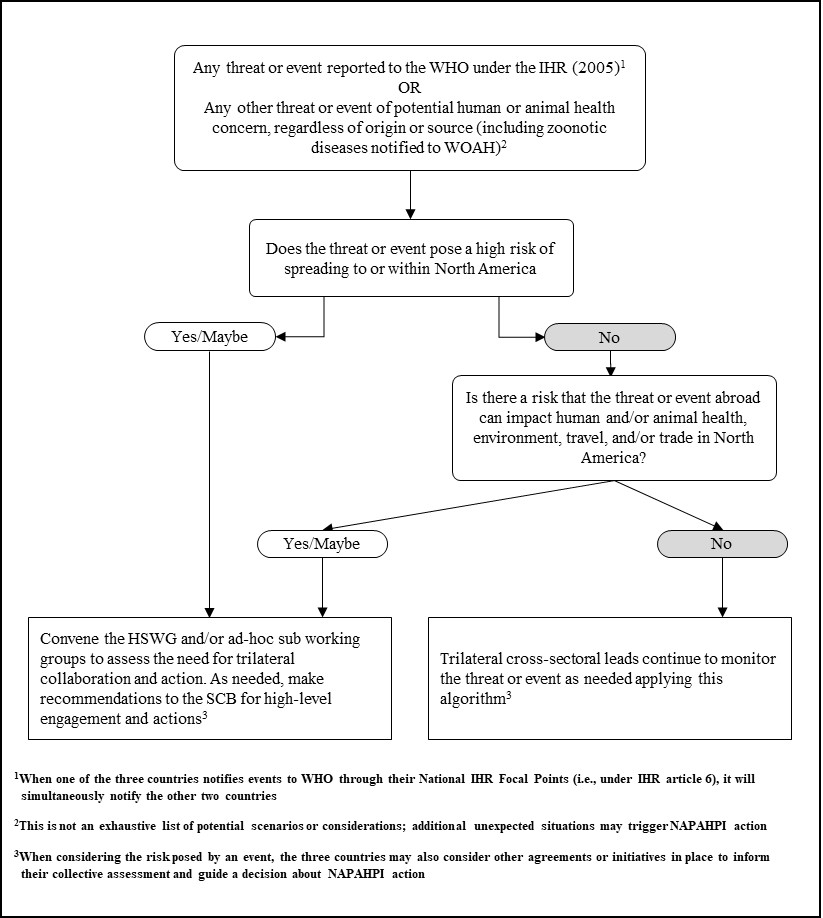 Any threat or event reported to the WHO under the IHR (2005)¹
OR
Any other threat or event of potential human or animal health
concern, regardless of origin or source (including zoonotic
diseases notified to WOAH)²
Does the threat or event pose a high risk of
spreading to or within North America
Yes/Maybe
No
Is there a risk that the threat or event abroad
can impact human and/or animal health,
environment, travel, and/or trade in North
America?
Yes/Maybe
No
Convene the HSWG and/or ad-hoc sub working
groups to assess the need for trilateral
collaboration and action. As needed, make
recommendations to the SCB for high-level
engagement and actions³
Trilateral cross-sectoral leads continue to monitor
the threat or event as needed applying this
algorithm³
¹When one of the three countries notifies events to WHO through their National IHR Focal Points (i.e., under IHR article 6), it will
simultaneously notify the other two countries
²This is not an exhaustive list of potential scenarios or considerations; additional unexpected situations may trigger NAPAHPI action
³When considering the risk posed by an event, the three countries may also consider other agreements or initiatives in place to inform
their collective assessment and guide a decision about NAPAHPI action